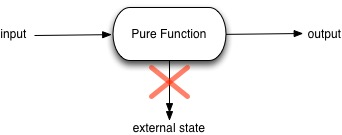 input
Pure Function
output
external state